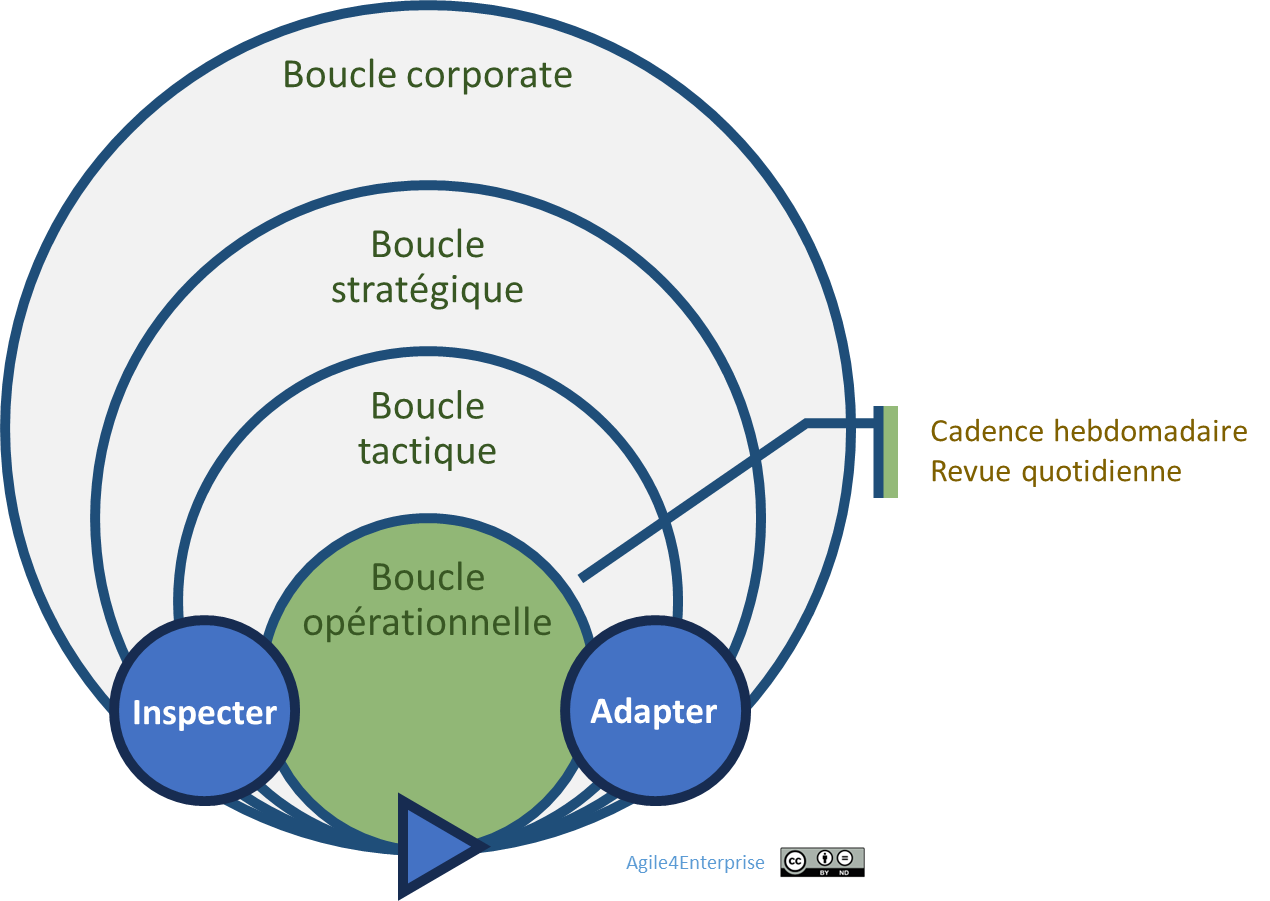 Boucle corporate
Boucle
stratégique
Boucle
tactique
Cadence hebdomadaire
Revue quotidienne
Boucle
opérationnelle
Inspecter
Adapter
Agile4Enterprise
cc
BY ND